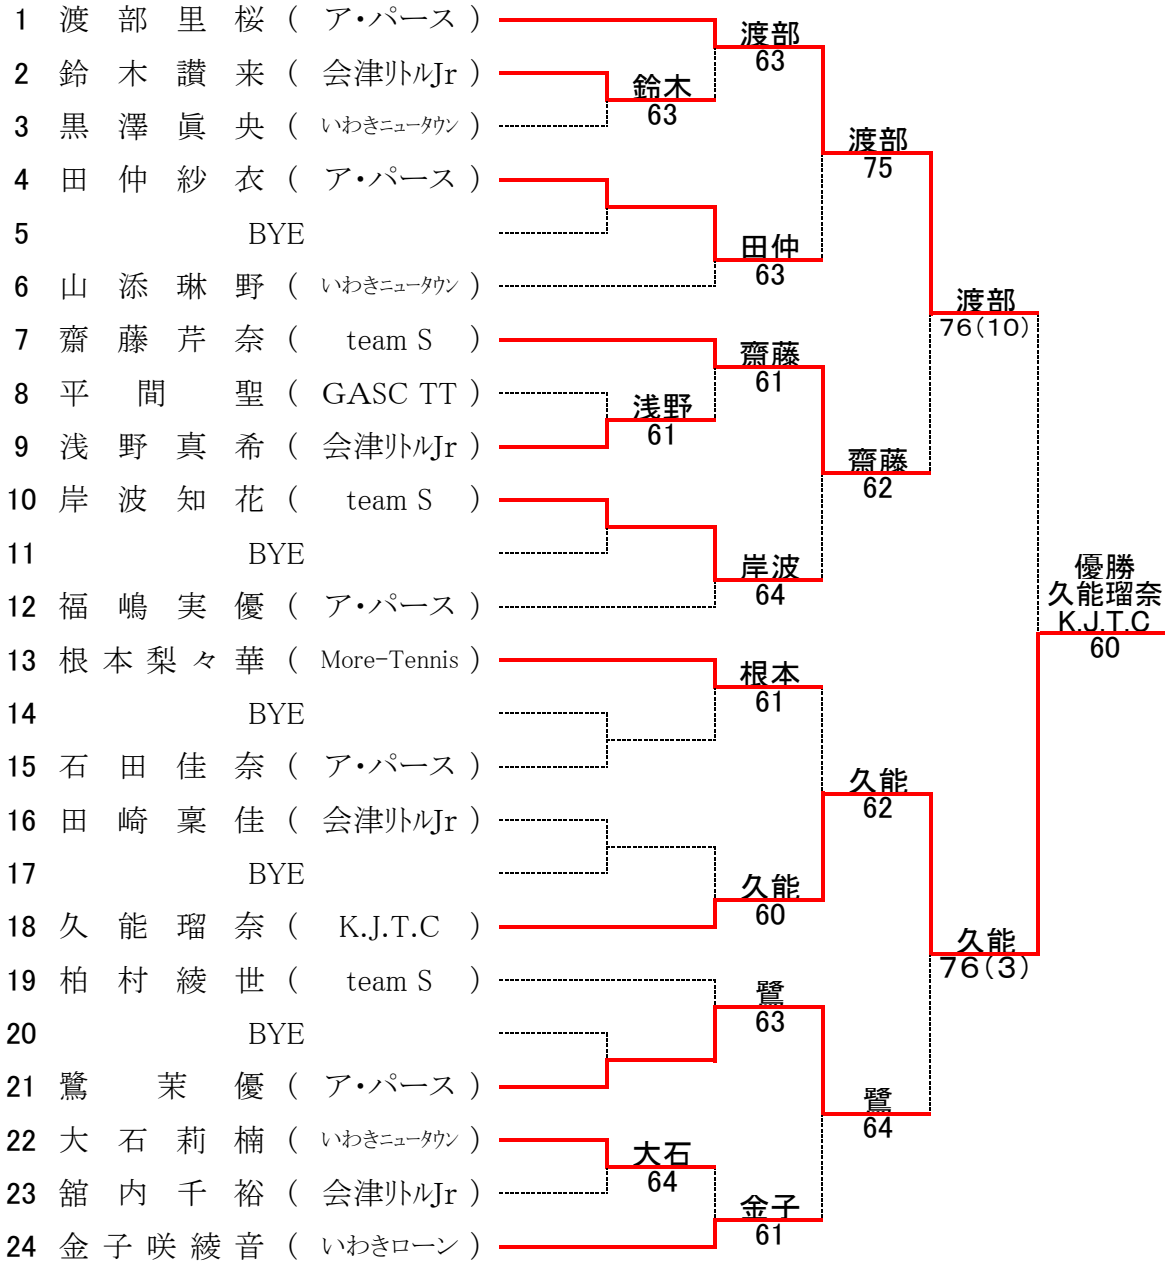 1 渡部里桜 ( ア・パース )
2 鈴木讃来 ( 会津リトルJr )
3 黒澤眞央 ( いわきニュータウン )
4 田仲紗衣 ( ア・パース )
5 BYE
6 山添琳野 ( いわきニュータウン )
7 齋藤芹奈 ( team S )
8 平間聖 ( GASC TT )
9 浅野真希 ( 会津リトルJr )
10 岸波知花 ( team S )
11 BYE
12 福嶋実優 ( ア・パース )
13 根本梨々華 ( More-Tennis )
14 BYE
15 石田佳奈 ( ア・パース )
16 田崎稟佳 ( 会津リトルJr )
17 BYE
18 久能瑠奈 ( K.J.T.C )
19 柏村綾世 ( team S )
20 BYE
21 鷺茉優 ( ア・パース )
22 大石莉楠 ( いわきニュータウン )
23 舘内千裕 ( 会津リトルJr )
24 金子咲綾音 ( いわきローン )
鈴木
63
浅野
61
大石
64
渡部
63
田仲
63
齋藤
61
岸波
64
根本
61
久能
60
鷺
63
金子
61
渡部
75
齋藤
62
久能
62
鷺
64
渡部
76(10)
久能
76(3)
優勝
久能瑠奈
K.J.T.C
60